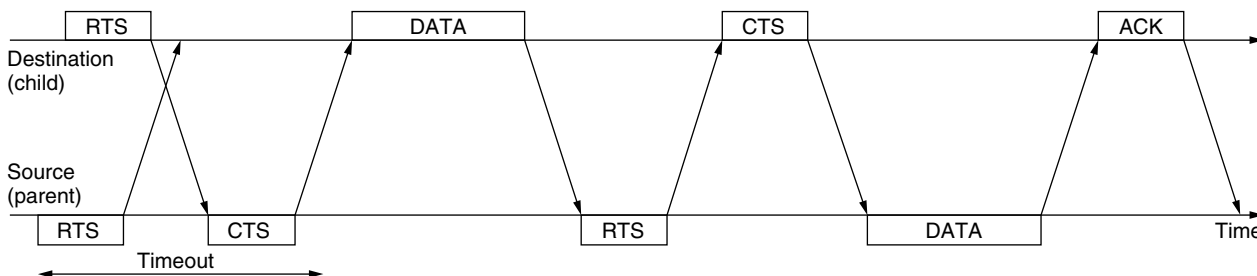 RTS DATA CTS ACK
Destination
(child)
Source
(parent)
RTS CTS RTS DATA Time
Timeout